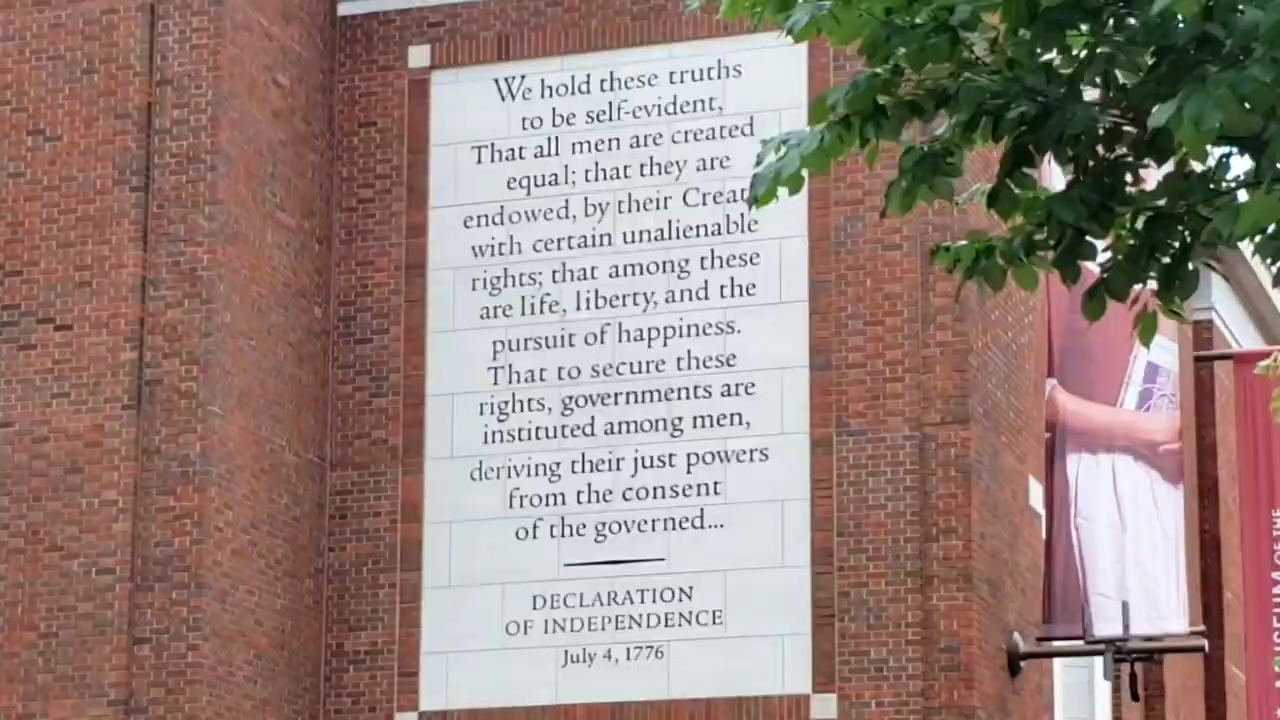 We hold these truths
to be self-evident,
That all men are created
equal; that they are
endowed, by their
with certain unalienable
rights; that among these
are life, liberty, and the
pursuit of happiness.
That to secure these
rights, governments are
instituted among men,
deriving their just powers
from the consent
of the governed...
DECLARATION
OF INDEPENDENCE
July 4, 1776
MUSEUM OF THE